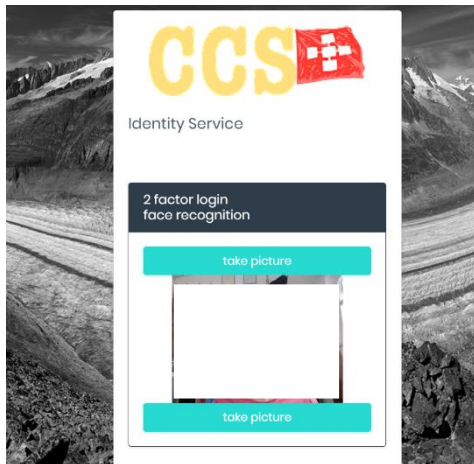 CCS
Identity Service
2 factor login
face recognition
take picture
take picture